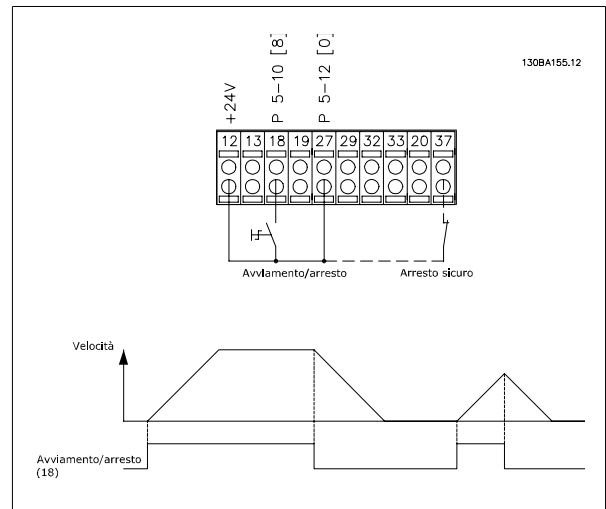 130BA155.12
+24V
P 5-10 [8]
P 5-12 [0]
12 13 18 19 27 29 32 33 20 37
Avviamento/arresto
Arresto sicuro
Velocità
Avviamento/arresto
(18)